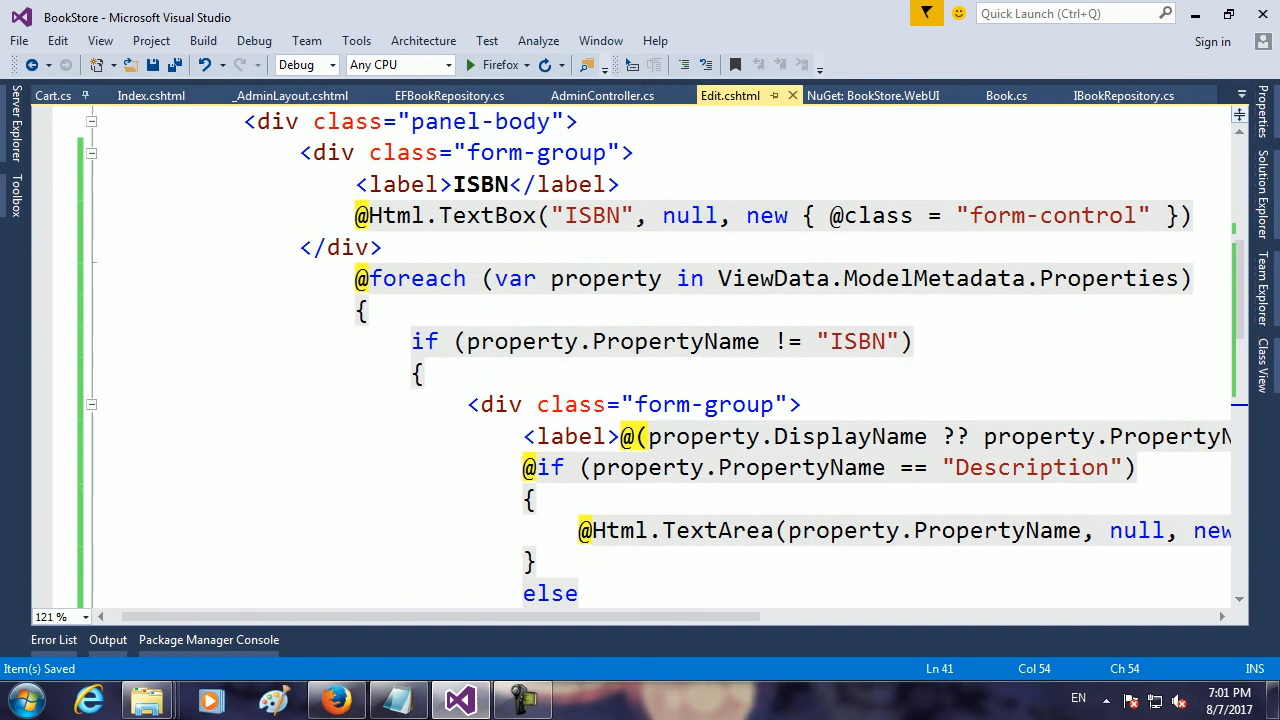 BookStore - Microsoft Visual Studio
Quick Launch (Ctrl+Q)
File Edit View Project Build Debug Team Tools Architecture Test Analyze Window Help
Sign in
Debug Any CPU Firefox
Cart.cs Index.cshtml _AdminLayout.cshtml EFBookRepository.cs AdminController.cs Edit.cshtml NuGet: BookStore.WebUI Book.cs IBookRepository.cs
Server Explorer
Toolbox
<div class="panel-body">
<div class="form-group">
<label>ISBN</label>
@Html.TextBox("ISBN", null, new { @class = "form-control" })
</div>
@foreach (var property in ViewData.ModelMetadata.Properties)
{
if (property.PropertyName != "ISBN")
{
<div class="form-group">
<label>@(property.DisplayName ?? property.PropertyN
@if (property.PropertyName == "Description")
{
@Html.TextArea(property.PropertyName, null, new
}
else
Properties
Solution Explorer
Team Explorer
Class View
121 %
Error List Output Package Manager Console
Item(s) Saved Ln 41 Col 54 Ch 54 INS
EN
7:01 PM
8/7/2017